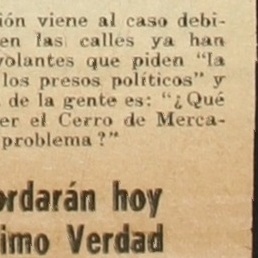 ión viene al caso debi-
en las calles ya han
volantes que piden "la
los presos políticos" y
de la gente es: "¿Qué
er el Cerro de Merca-
problema?"
ordarán hoy
imo Verdad